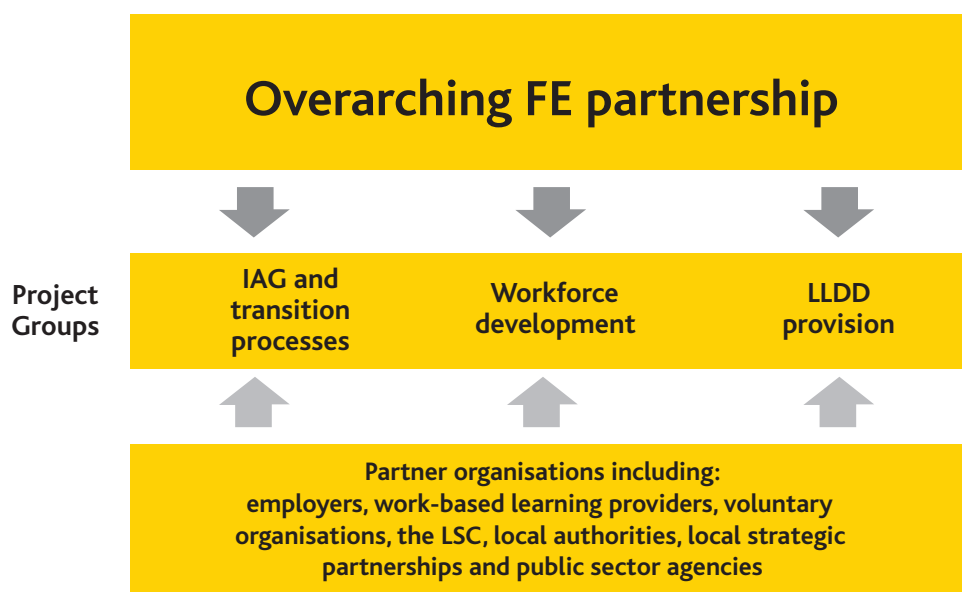 Overarching FE partnership
Project
Groups
IAG and
transition
processes
Workforce
development
LLDD
provision
Partner organisations including:
employers, work-based learning providers, voluntary
organisations, the LSC, local authorities, local strategic
partnerships and public sector agencies